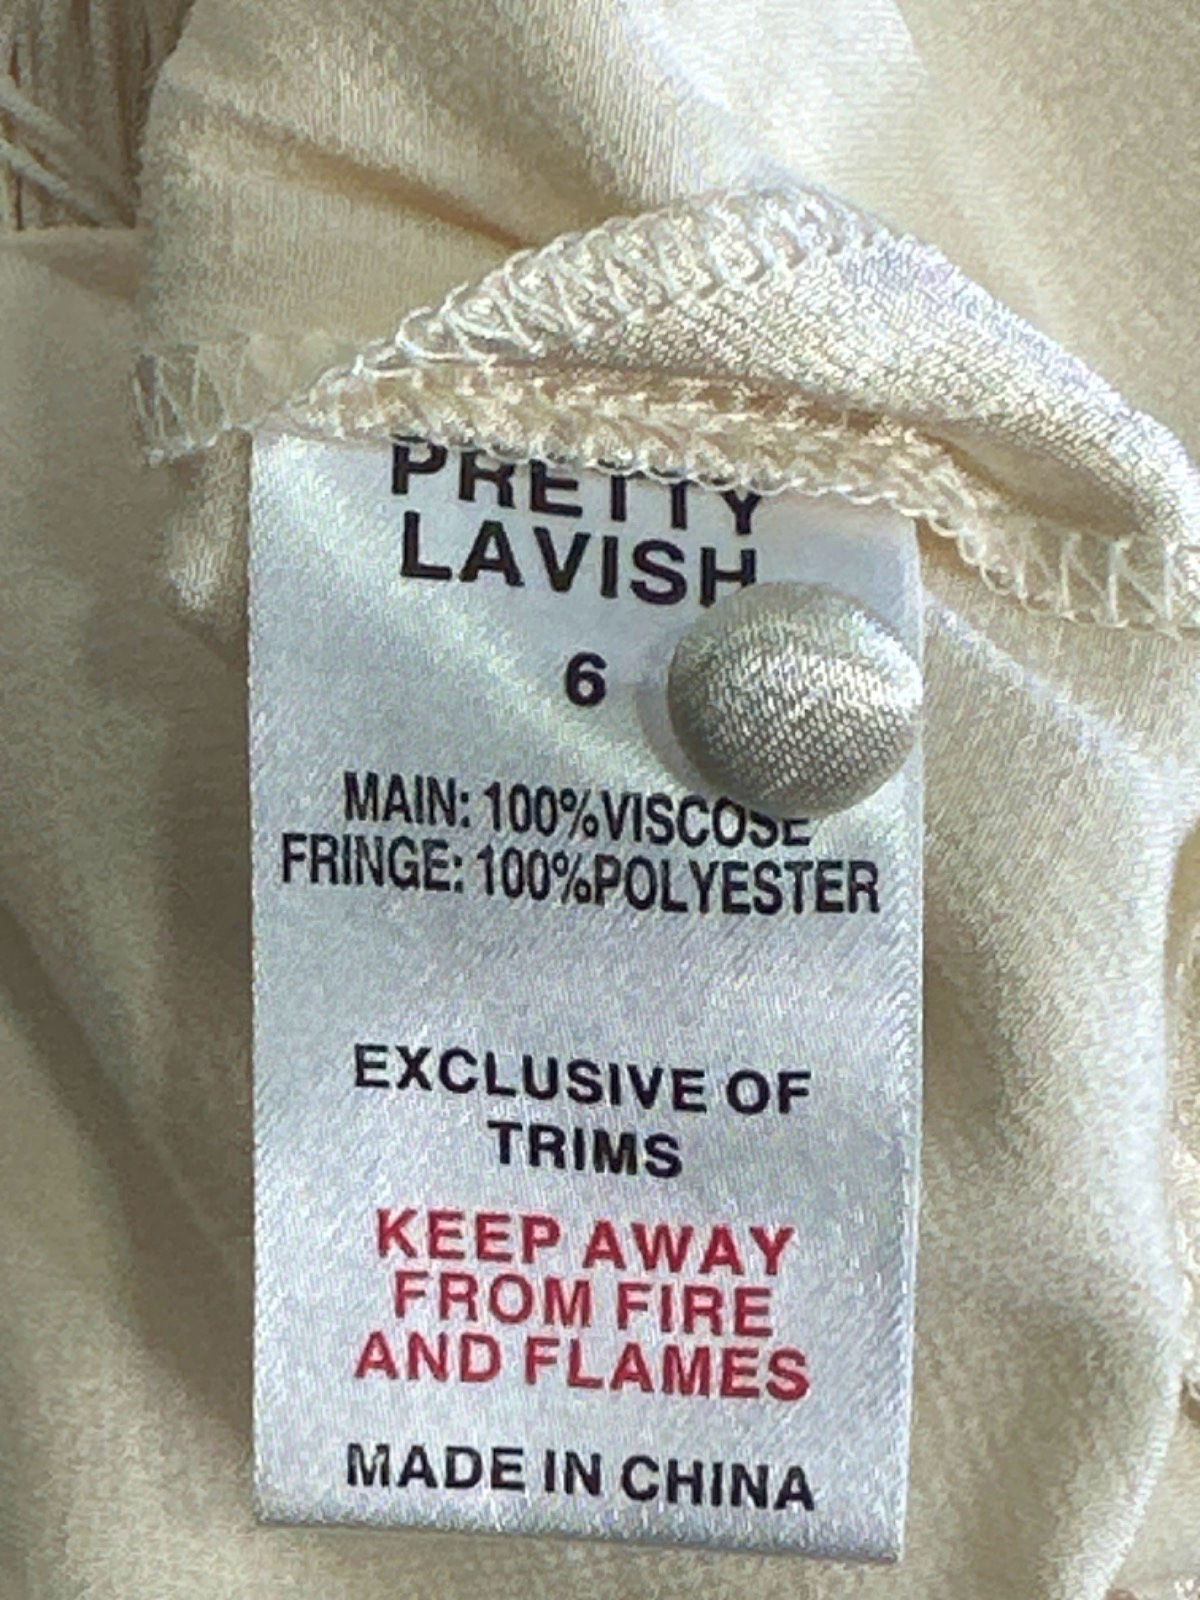 PRETTY
LAVISH
6
MAIN: 100%VISCOSE
FRINGE: 100%POLYESTER
EXCLUSIVE OF
TRIMS
KEEP AWAY
FROM FIRE
AND FLAMES
MADE IN CHINA